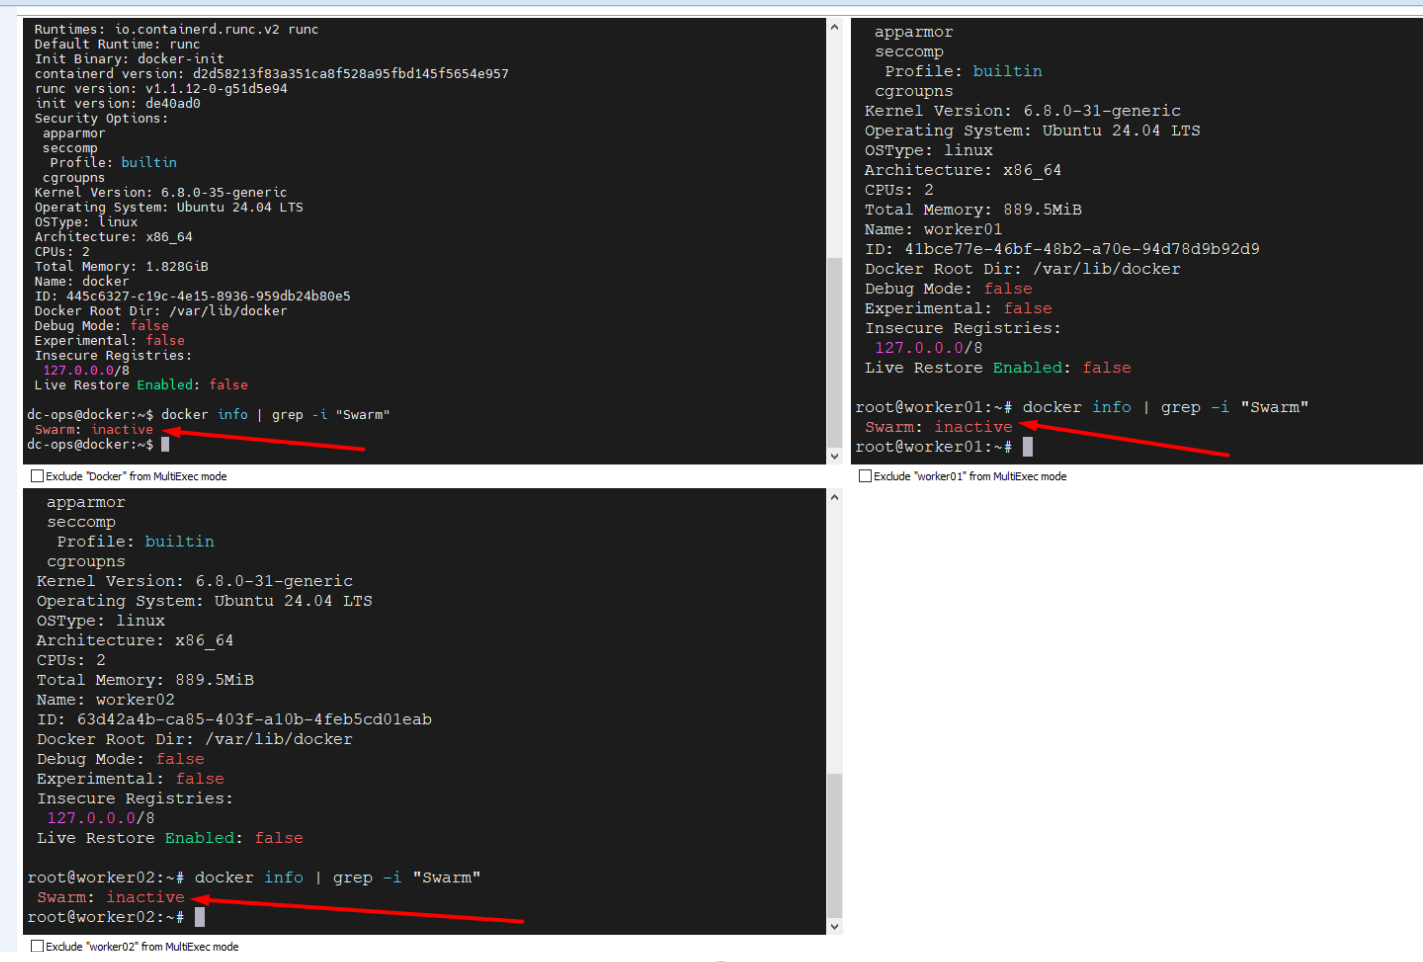 Runtimes: io.containerd.runc.v2 runc
Default Runtime: runc
Init Binary: docker-init
containerd version: d2d58213f83a351ca8f528a95fbd145f5654e957
runc version: v1.1.12-0-g51d5e94
init version: de40ad0
Security Options:
apparmor
seccomp
Profile: builtin
cgroupns
Kernel Version: 6.8.0-35-generic
Operating System: Ubuntu 24.04 LTS
OSType: linux
Architecture: x86_64
CPUs: 2
Total Memory: 1.828GiB
Name: docker
ID: 445c6327-c19c-4e15-8936-959db24b80e5
Docker Root Dir: /var/lib/docker
Debug Mode: false
Experimental: false
Insecure Registries:
127.0.0.0/8
Live Restore Enabled: false
dc-ops@docker:~$ docker info | grep -i "Swarm"
Swarm: inactive
dc-ops@docker:~$
Exclude "Docker" from MultiExec mode
apparmor
seccomp
Profile: builtin
cgroupns
Kernel Version: 6.8.0-31-generic
Operating System: Ubuntu 24.04 LTS
OSType: linux
Architecture: x86_64
CPUs: 2
Total Memory: 889.5MiB
Name: worker01
ID: 41bce77e-46bf-48b2-a70e-94d78d9b92d9
Docker Root Dir: /var/lib/docker
Debug Mode: false
Experimental: false
Insecure Registries:
127.0.0.0/8
Live Restore Enabled: false
root@worker01:~# docker info | grep -i "Swarm"
Swarm: inactive
root@worker01:~#
Exclude "worker01" from MultiExec mode
apparmor
seccomp
Profile: builtin
cgroupns
Kernel Version: 6.8.0-31-generic
Operating System: Ubuntu 24.04 LTS
OSType: linux
Architecture: x86_64
CPUs: 2
Total Memory: 889.5MiB
Name: worker02
ID: 63d42a4b-ca85-403f-a10b-4feb5cd01eab
Docker Root Dir: /var/lib/docker
Debug Mode: false
Experimental: false
Insecure Registries:
127.0.0.0/8
Live Restore Enabled: false
root@worker02:~# docker info | grep -i "Swarm"
Swarm: inactive
root@worker02:~#
Exclude "worker02" from MultiExec mode